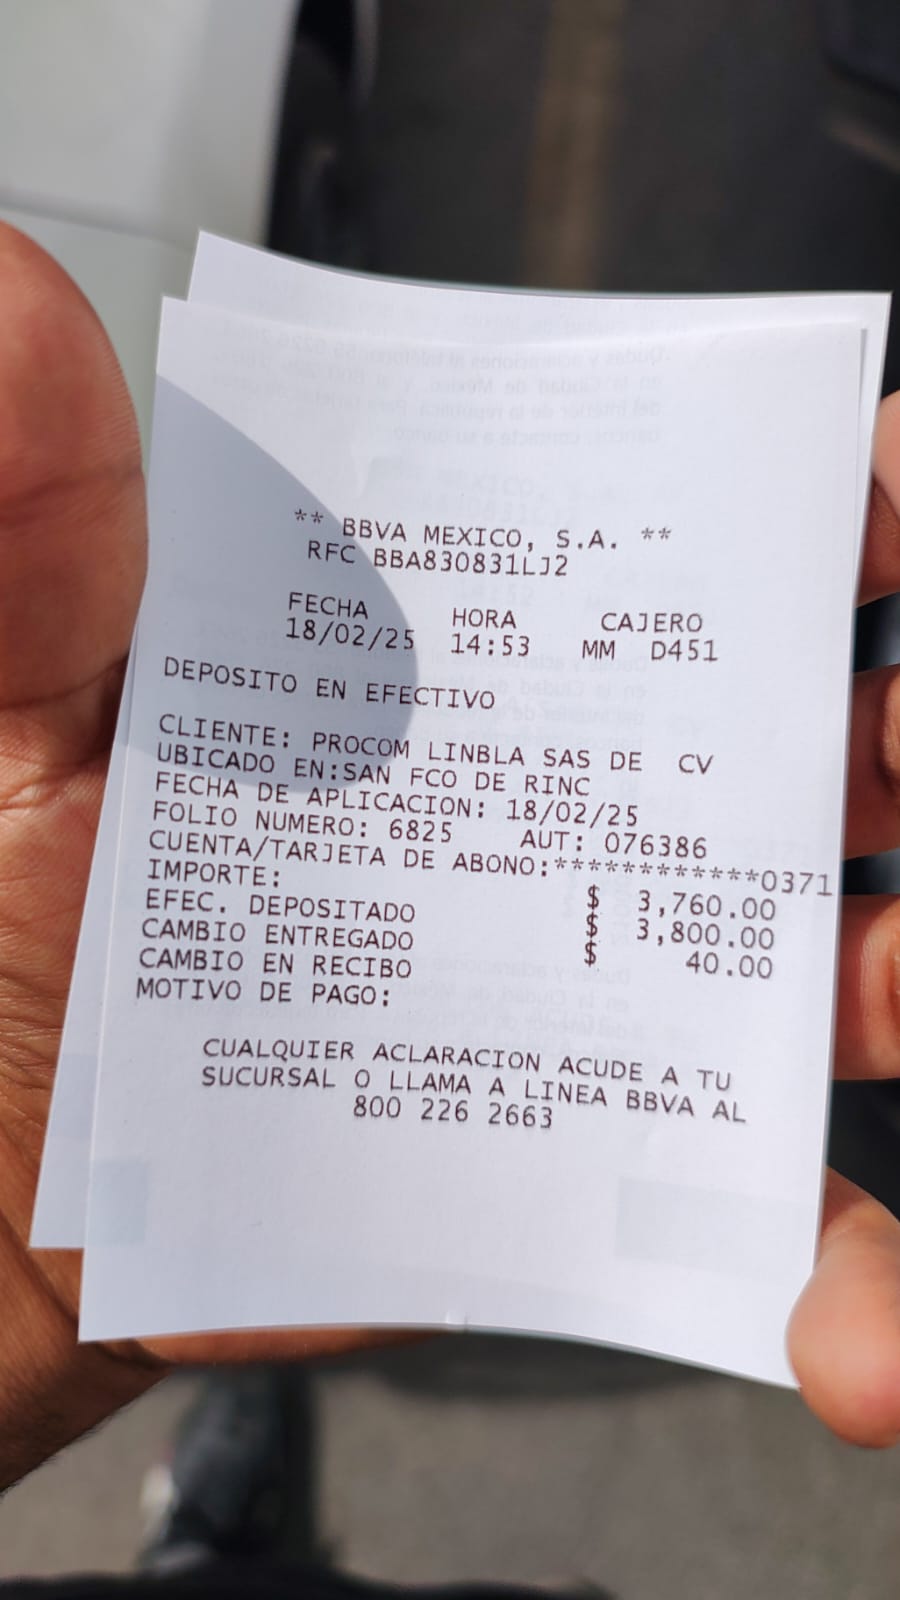 ** BBVA MEXICO, S.A. **
RFC BBA830831LJ2
FECHA HORA CAJERO
18/02/25 14:53 MM D451
DEPOSITO EN EFECTIVO
CLIENTE: PROCOM LINBLA SAS DE CV
UBICADO EN:SAN FCO DE RINC
FECHA DE APLICACION: 18/02/25
FOLIO NUMERO: 6825 AUT: 076386
CUENTA/TARJETA DE ABONO:************0371
IMPORTE: $ 3,760.00
EFEC. DEPOSITADO $ 3,800.00
CAMBIO ENTREGADO $ 40.00
CAMBIO EN RECIBO
MOTIVO DE PAGO:
CUALQUIER ACLARACION ACUDE A TU
SUCURSAL O LLAMA A LINEA BBVA AL
800 226 2663